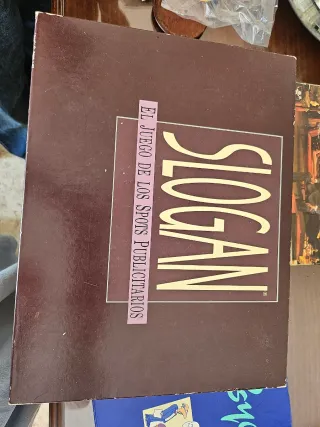 SLOGAN®
EL JUEGO DE LOS SPOTS PUBLICITARIOS